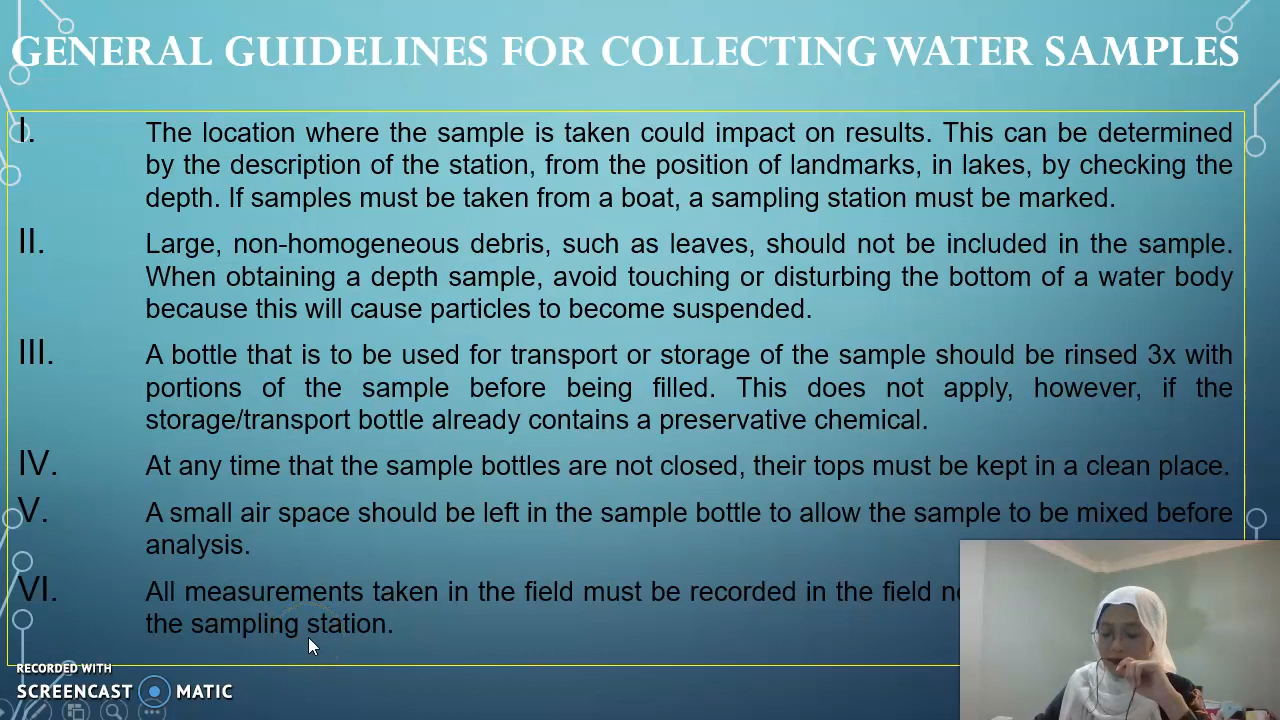 GENERAL GUIDELINES FOR COLLECTING WATER SAMPLES
I. The location where the sample is taken could impact on results. This can be determined
by the description of the station, from the position of landmarks, in lakes, by checking the
depth. If samples must be taken from a boat, a sampling station must be marked.
II. Large, non-homogeneous debris, such as leaves, should not be included in the sample.
When obtaining a depth sample, avoid touching or disturbing the bottom of a water body
because this will cause particles to become suspended.
III. A bottle that is to be used for transport or storage of the sample should be rinsed 3x with
portions of the sample before being filled. This does not apply, however, if the
storage/transport bottle already contains a preservative chemical.
IV. At any time that the sample bottles are not closed, their tops must be kept in a clean place.
V. A small air space should be left in the sample bottle to allow the sample to be mixed before
analysis.
VI. All measurements taken in the field must be recorded in the field
the sampling station.
RECORDED WITH
SCREENCAST MATIC